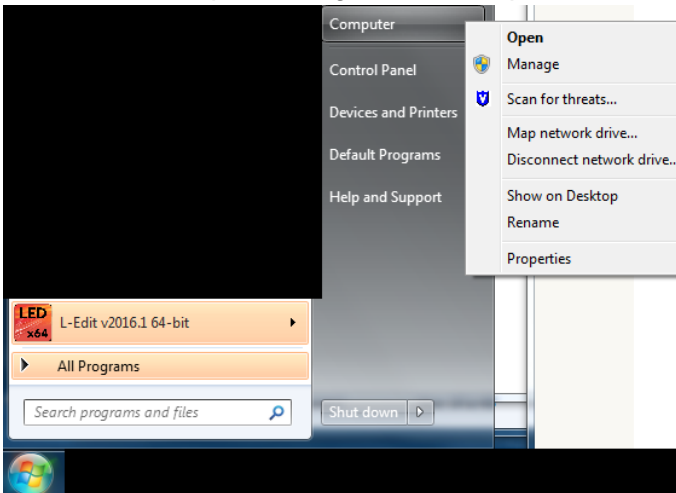 Computer
Control Panel
Devices and Printers
Default Programs
Help and Support
Open
Manage
Scan for threats...
Map network drive...
Disconnect network drive..
Show on Desktop
Rename
Properties
LED
x64
L-Edit v2016.1 64-bit
All Programs
Search programs and files
Shut down